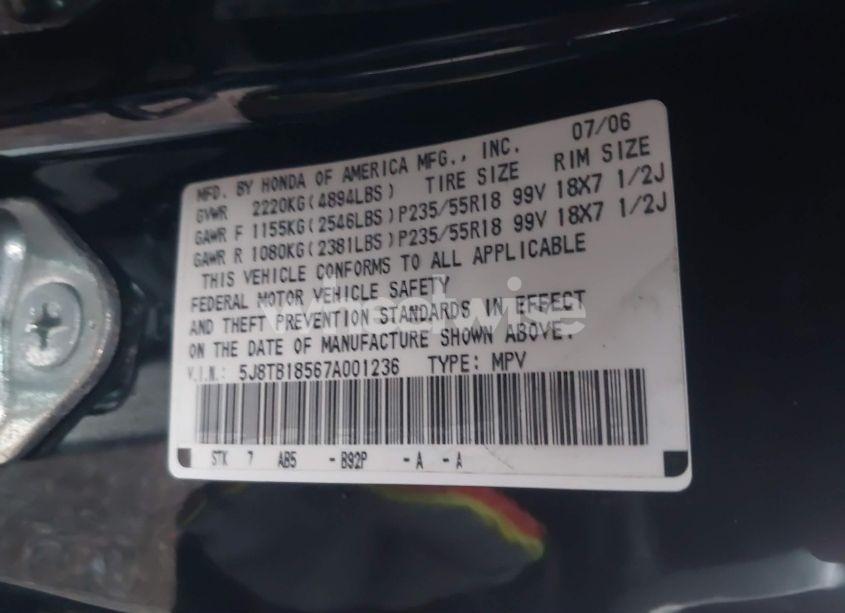 MFD. BY HONDA OF AMERICA MFG., INC. 07/06
GVWR 2220KG(4894LBS) TIRE SIZE RIM SIZE
GAWR F 1155KG(2546LBS)P235/55R18 99V 18X7 1/2J
GAWR R 1080KG(2381LBS)P235/55R18 99V 18X7 1/2J
THIS VEHICLE CONFORMS TO ALL APPLICABLE
FEDERAL MOTOR VEHICLE SAFETY
AND THEFT PREVENTION STANDARDS IN EFFECT
ON THE DATE OF MANUFACTURE SHOWN ABOVE.
V.I.N.: 5J8TB18567A001236 TYPE: MPV
STK 7 AB5 - B92P - A - A